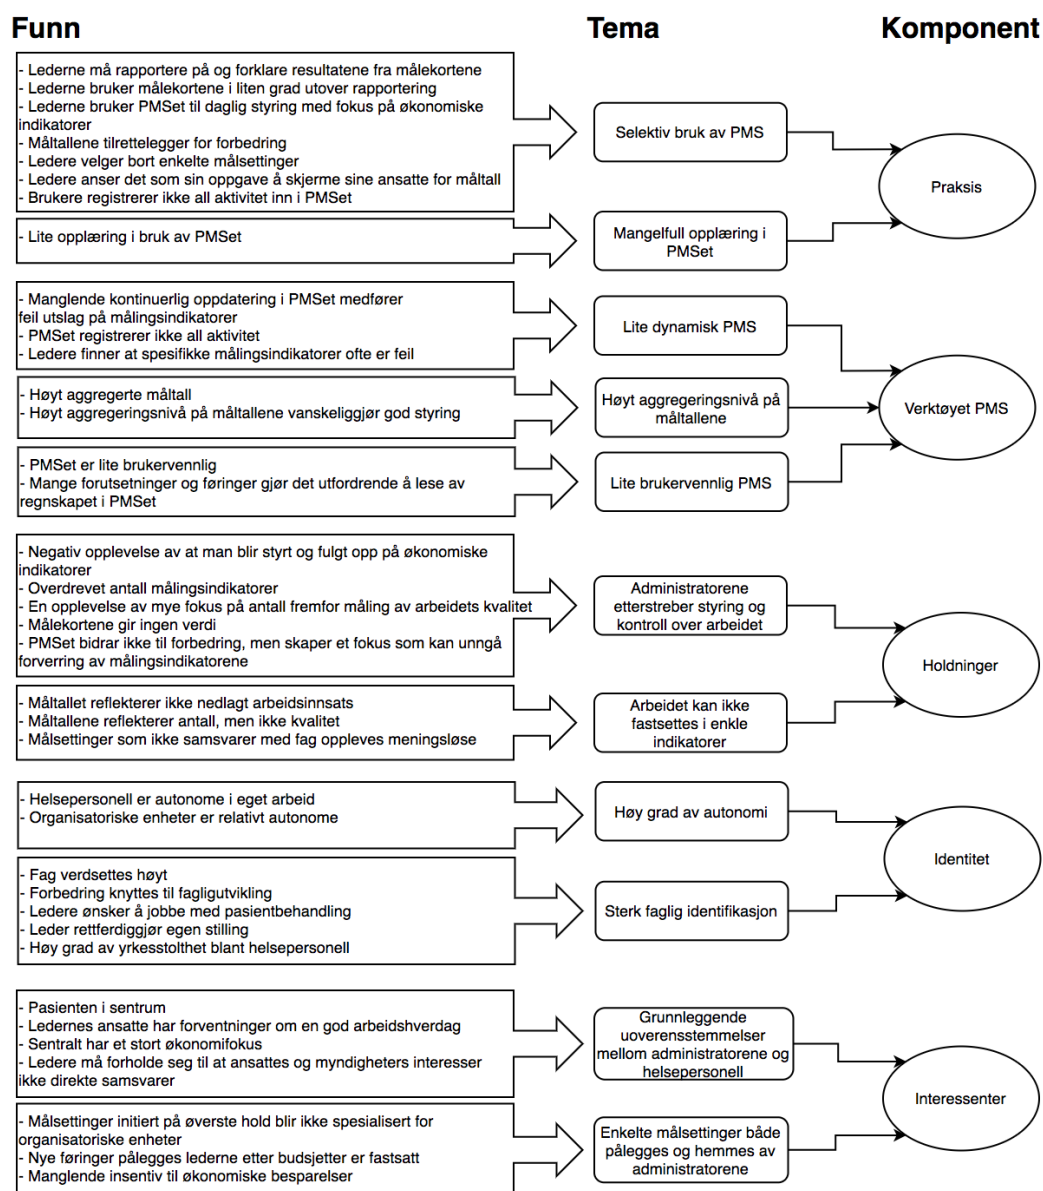 Funn
Tema
Komponent
- Lederne må rapportere på og forklare resultatene fra målekortene
- Lederne bruker målekortene i liten grad utover rapportering
- Lederne bruker PMSet til daglig styring med fokus på økonomiske
indikatorer
- Måltallene tilrettelegger for forbedring
- Ledere velger bort enkelte målsettinger
- Ledere anser det som sin oppgave å skjerme sine ansatte for måltall
- Brukere registrerer ikke all aktivitet inn i PMSet
Selektiv bruk av PMS
Praksis
- Lite opplæring i bruk av PMSet
Mangelfull opplæring i
PMSet
- Manglende kontinuerlig oppdatering i PMSet medfører
feil utslag på målingsindikatorer
- PMSet registrerer ikke all aktivitet
- Ledere finner at spesifikke målingsindikatorer ofte er feil
Lite dynamisk PMS
- Høyt aggregerte måltall
- Høyt aggregeringsnivå på måltallene vanskeliggjør god styring
Høyt aggregeringsnivå på
måltallene
Verktøyet PMS
- PMSet er lite brukervennlig
- Mange forutsetninger og føringer gjør det utfordrende å lese av
regnskapet i PMSet
Lite brukervennlig PMS
- Negativ opplevelse av at man blir styrt og fulgt opp på økonomiske
indikatorer
- Overdrevet antall målingsindikatorer
- En opplevelse av mye fokus på antall fremfor måling av arbeidets kvalitet
- Målekortene gir ingen verdi
- PMSet bidrar ikke til forbedring, men skaper et fokus som kan unngå
forverring av målingsindikatorene
Administratorene
etterstreber styring og
kontroll over arbeidet
Holdninger
- Måltallet reflekterer ikke nedlagt arbeidsinnsats
- Måltallene reflekterer antall, men ikke kvalitet
- Målsettinger som ikke samsvarer med fag oppleves meningsløse
Arbeidet kan ikke
fastsettes i enkle
indikatorer
- Helsepersonell er autonome i eget arbeid
- Organisatoriske enheter er relativt autonome
Høy grad av autonomi
Identitet
- Fag verdsettes høyt
- Forbedring knyttes til fagligutvikling
- Ledere ønsker å jobbe med pasientbehandling
- Leder rettferdiggjør egen stilling
- Høy grad av yrkesstolthet blant helsepersonell
Sterk faglig identifikasjon
- Pasienten i sentrum
- Ledernes ansatte har forventninger om en god arbeidshverdag
- Sentralt har et stort økonomifokus
- Ledere må forholde seg til at ansattes og myndigheters interesser
ikke direkte samsvarer
Grunnleggende
uoverensstemmelser
mellom administratorene og
helsepersonell
Interessenter
- Målsettinger initiert på øverste hold blir ikke spesialisert for
organisatoriske enheter
- Nye føringer pålegges lederne etter budsjetter er fastsatt
- Manglende insentiv til økonomiske besparelser
Enkelte målsettinger både
pålegges og hemmes av
administratorene